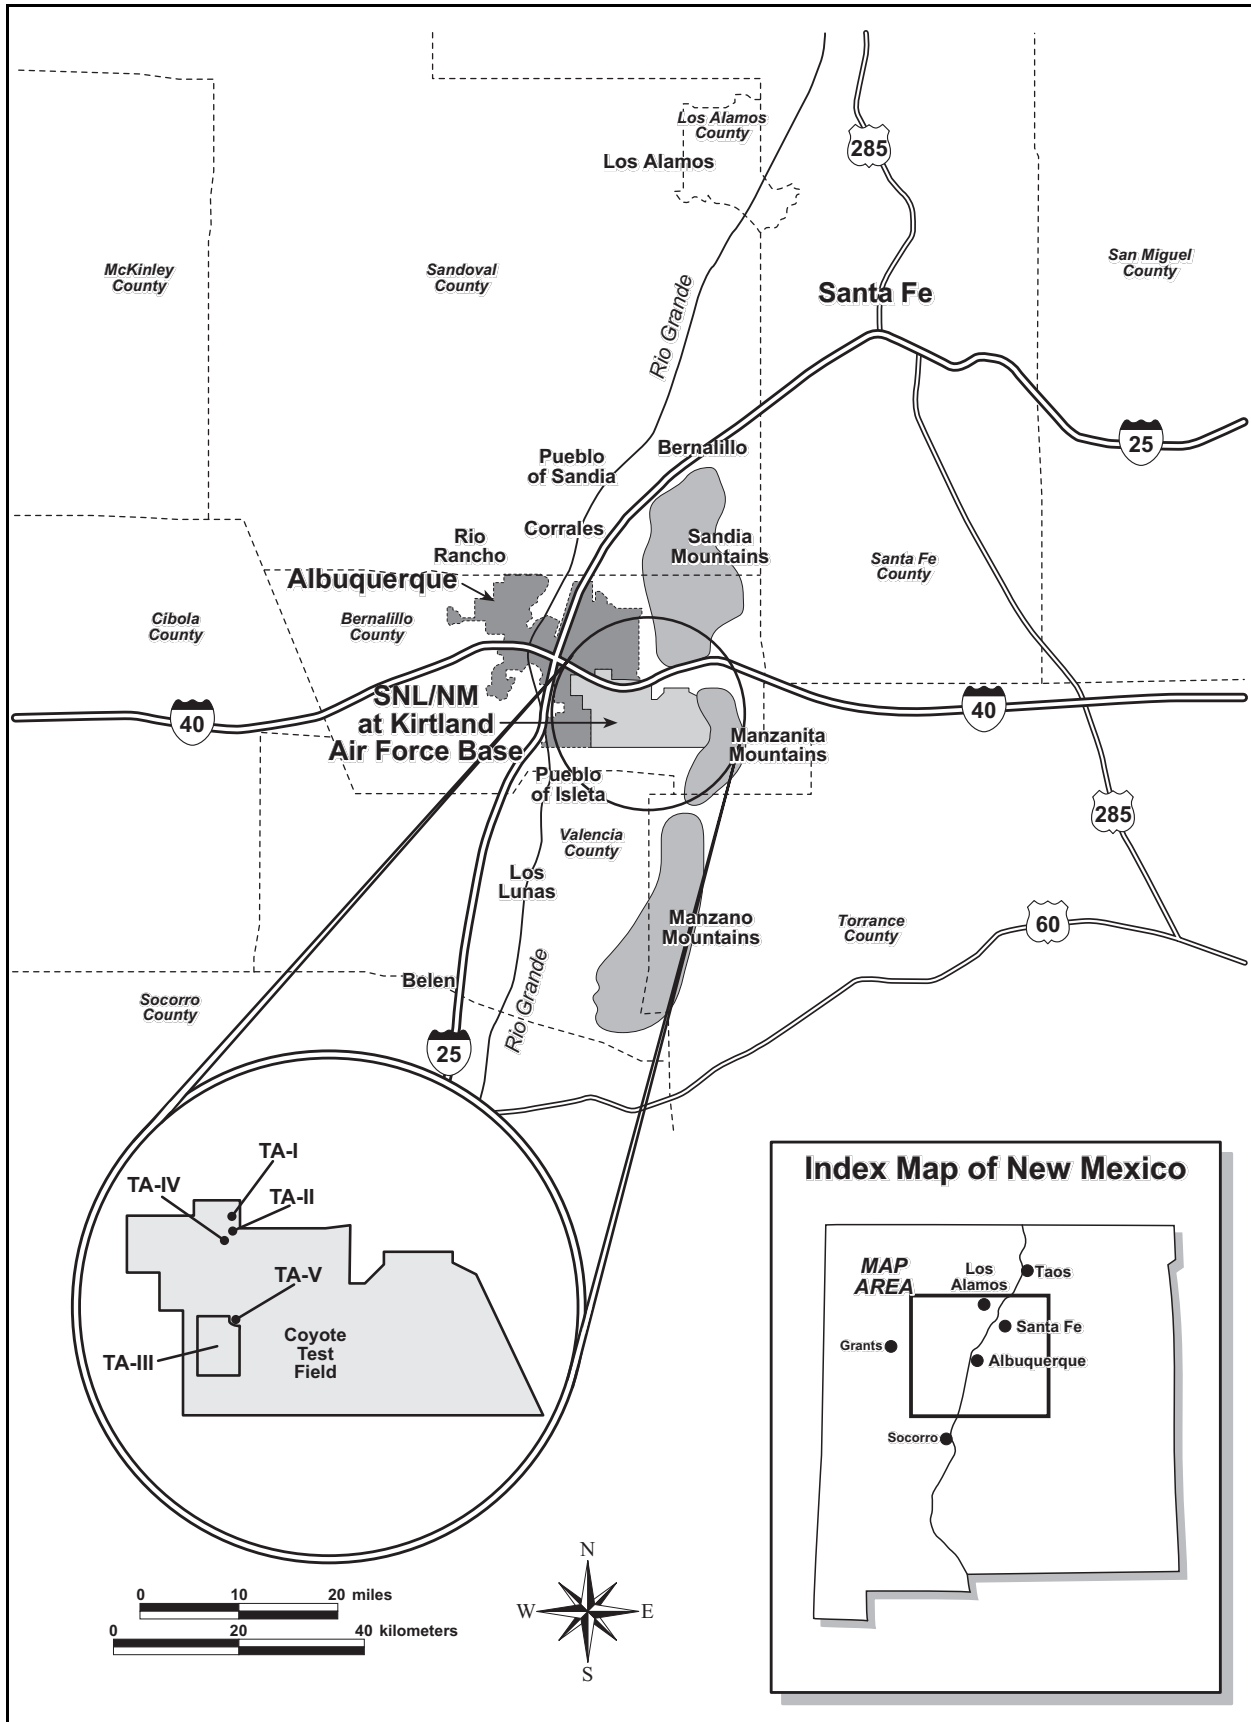 Los Alamos
County
Los Alamos
285
McKinley
County
Sandoval
County
San Miguel
County
Santa Fe
Rio Grande
25
Bernalillo
Pueblo
of Sandia
Corrales
Rio
Rancho
Sandia
Mountains
Santa Fe
County
Albuquerque
Cibola
County
Bernalillo
County
SNL/NM
at Kirtland
Air Force Base
40
40
Manzanita
Mountains
Pueblo
of Isleta
285
Valencia
County
Los
Lunas
Manzano
Mountains
Torrance
County
60
Belen
Rio Grande
Socorro
County
25
TA-I
TA-IV
TA-II
TA-V
TA-III
Coyote
Test
Field
Index Map of New Mexico
MAP
AREA
Los
Alamos
Taos
Santa Fe
Grants
Albuquerque
Socorro
N
W
E
S
0 10 20 miles
0 20 40 kilometers